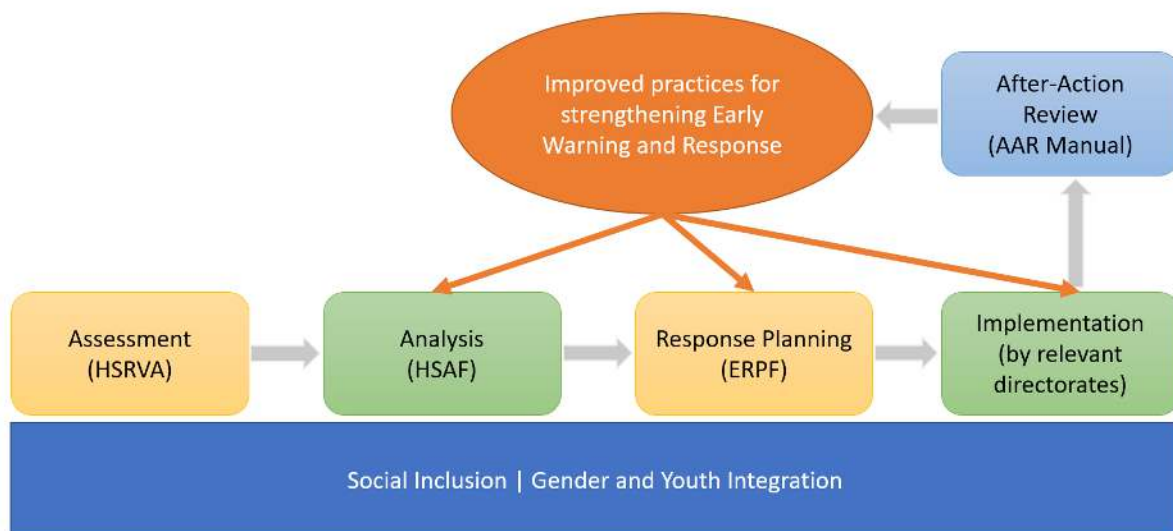 Improved practices for
strengthening Early
Warning and Response
After-Action
Review
(AAR Manual)
Assessment
(HSRVA)
Analysis
(HSAF)
Response Planning
(ERPF)
Implementation
(by relevant
directorates)
Social Inclusion | Gender and Youth Integration